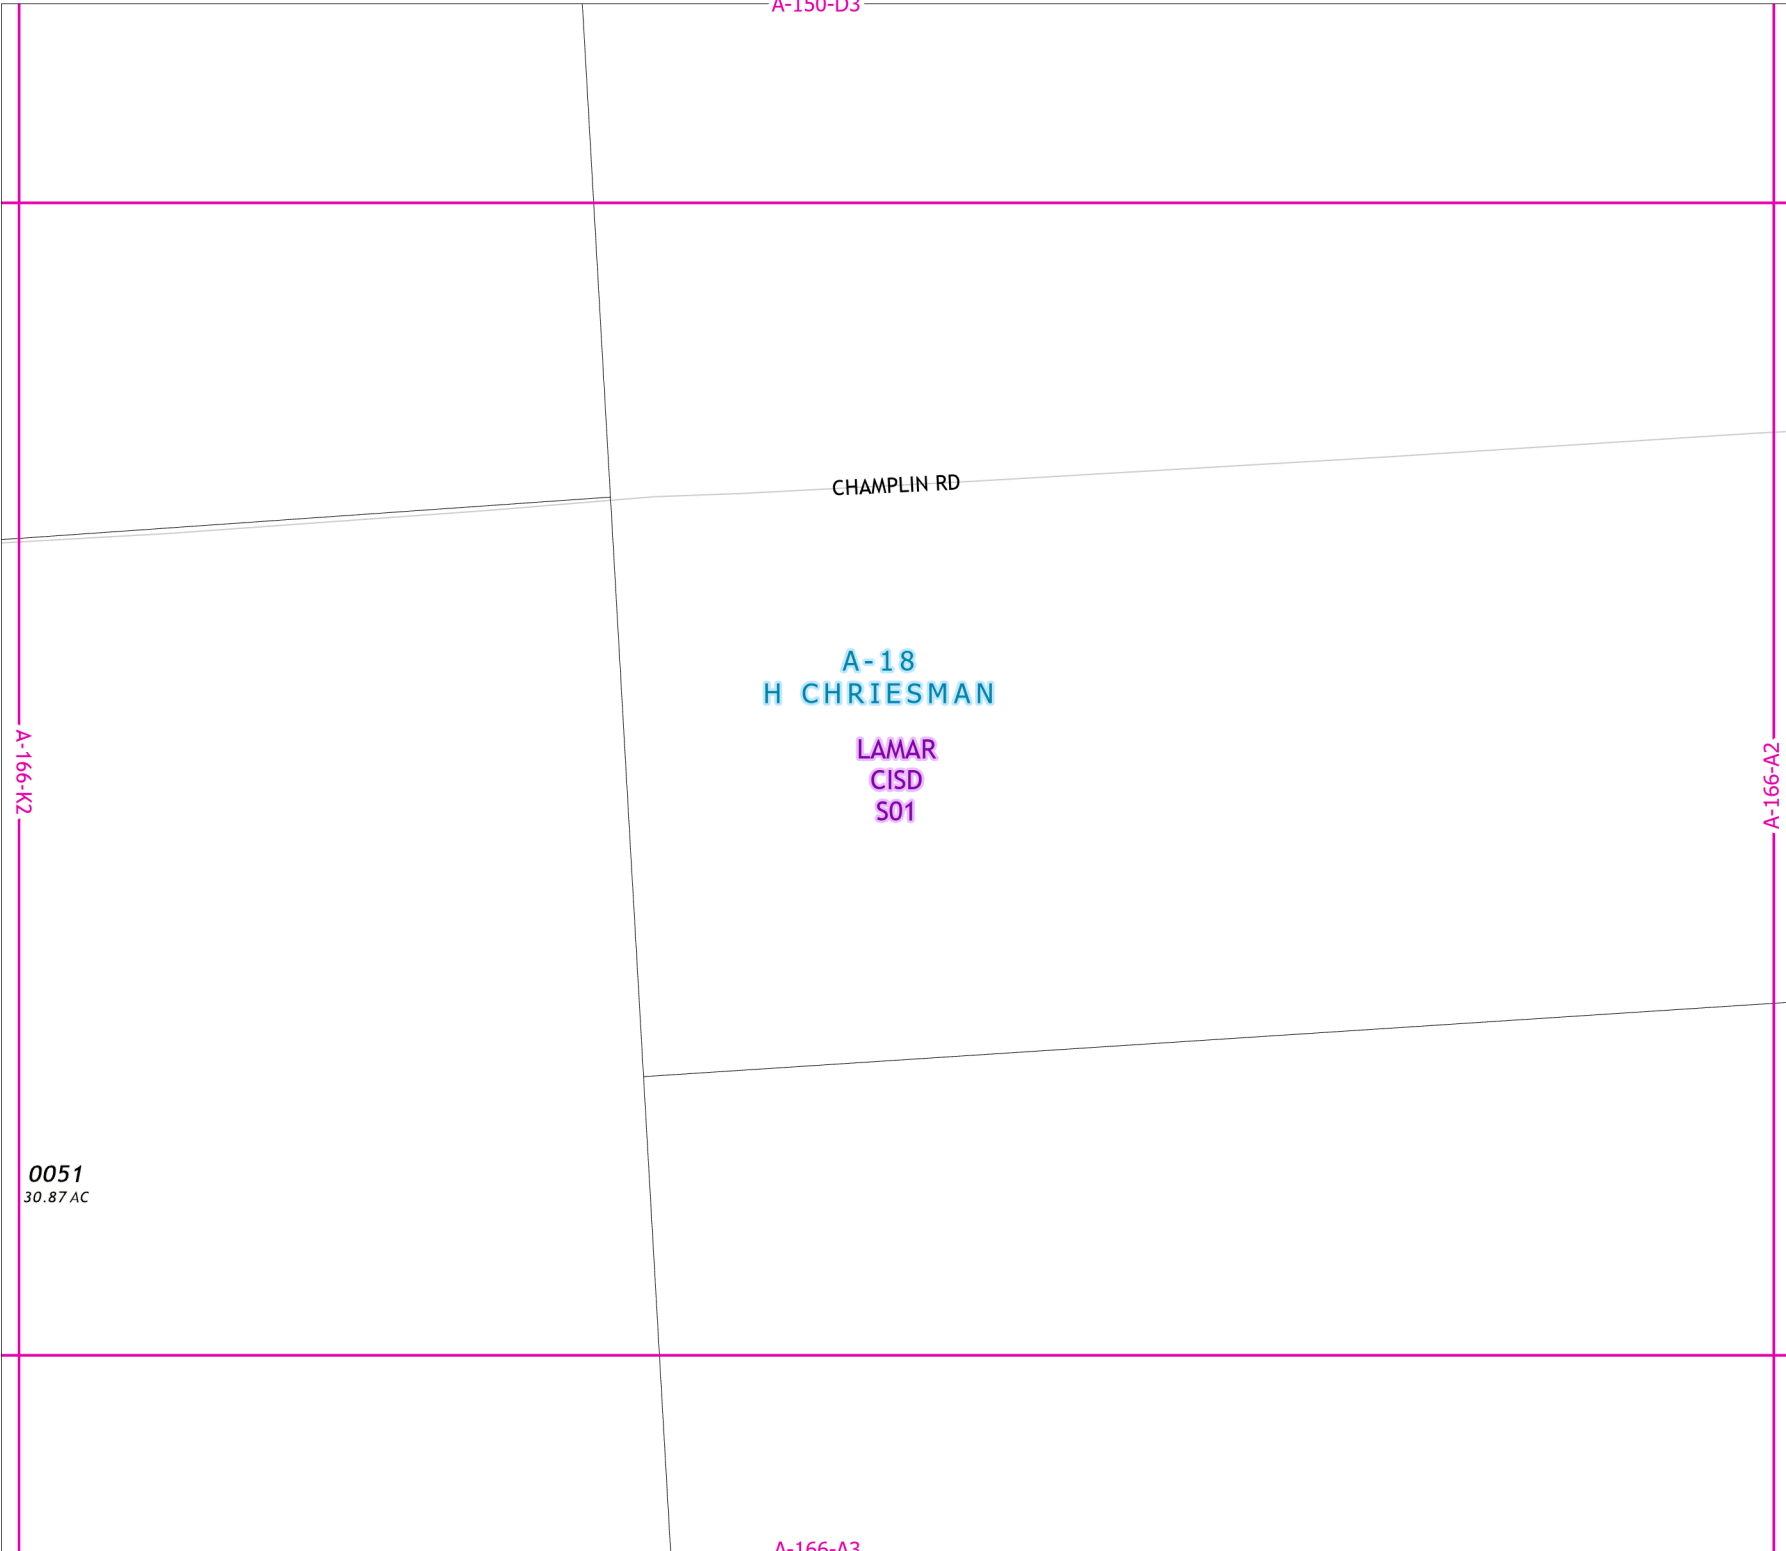 A-150-D3
CHAMPLIN RD
A-18
H CHRIESMAN
LAMAR
CISD
S01
A-166-K2
A-166-A2
0051
30.87 AC
A-166-A3